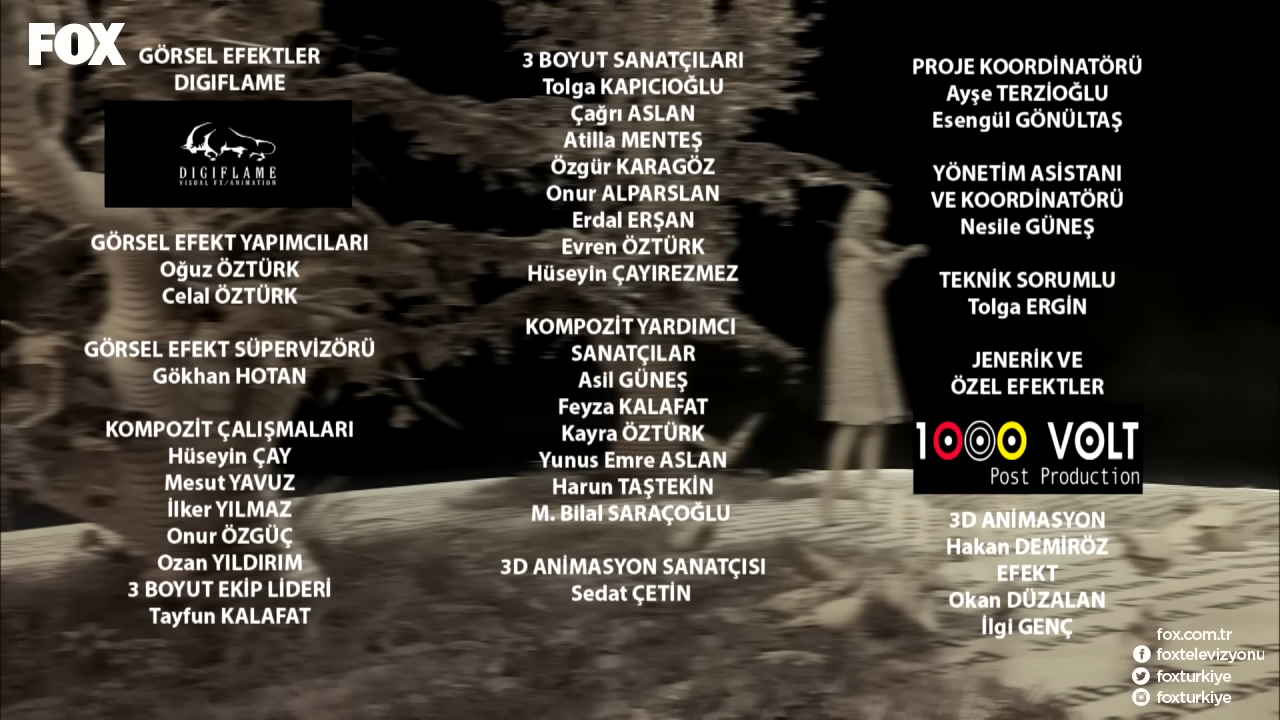 FOX
GÖRSEL EFEKTLER
DIGIFLAME
DIGIFLAME
VISUAL FX/ANIMATION
GÖRSEL EFEKT YAPIMCILARI
Oğuz ÖZTÜRK
Celal ÖZTÜRK
GÖRSEL EFEKT SÜPERVİZÖRÜ
Gökhan HOTAN
KOMPOZİT ÇALIŞMALARI
Hüseyin ÇAY
Mesut YAVUZ
İlker YILMAZ
Onur ÖZGÜÇ
Ozan YILDIRIM
3 BOYUT EKİP LİDERİ
Tayfun KALAFAT
3 BOYUT SANATÇILARI
Tolga KAPICIOĞLU
Çağrı ASLAN
Atilla MENTEŞ
Özgür KARAGÖZ
Onur ALPARSLAN
Erdal ERŞAN
Evren ÖZTÜRK
Hüseyin ÇAYIREZMEZ
KOMPOZİT YARDIMCI
SANATÇILAR
Asil GÜNEŞ
Feyza KALAFAT
Kayra ÖZTÜRK
Yunus Emre ASLAN
Harun TAŞTEKİN
M. Bilal SARAÇOĞLU
3D ANİMASYON SANATÇISI
Sedat ÇETİN
PROJE KOORDİNATÖRÜ
Ayşe TERZİOĞLU
Esengül GÖNÜLTAŞ
YÖNETİM ASİSTANI
VE KOORDİNATÖRÜ
Nesile GÜNEŞ
TEKNİK SORUMLU
Tolga ERGİN
JENERİK VE
ÖZEL EFEKTLER
1000 VOLT
Post Production
3D ANİMASYON
Hakan DEMİRÖZ
EFEKT
Okan DÜZALAN
İlgi GENÇ
fox.com.tr
foxtelevizyonu
foxturkiye
foxturkiye